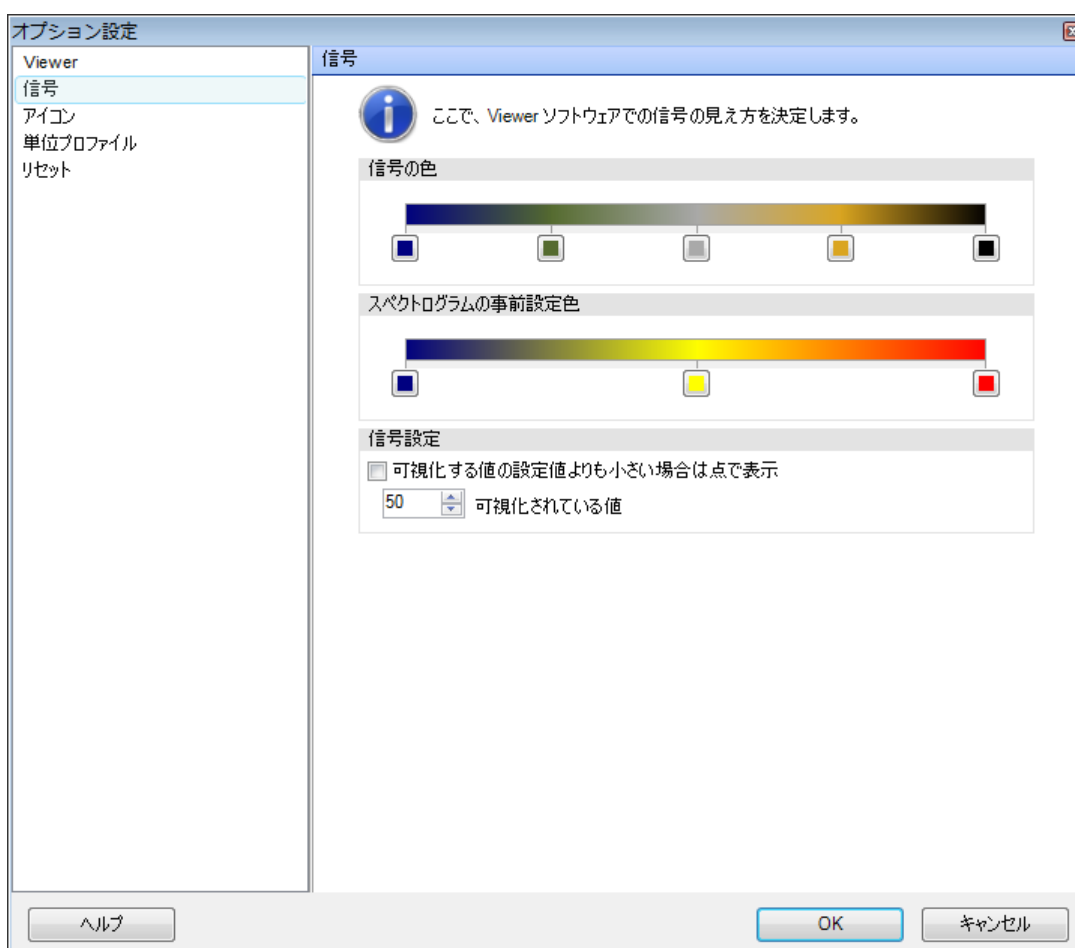 オプション設定
Viewer
信号
アイコン
単位プロファイル
リセット
信号
ここで、Viewer ソフトウェアでの信号の見え方を決定します。
信号の色
スペクトログラムの事前設定色
信号設定
可視化する値の設定値よりも小さい場合は点で表示
50 可視化されている値
ヘルプ
OK
キャンセル